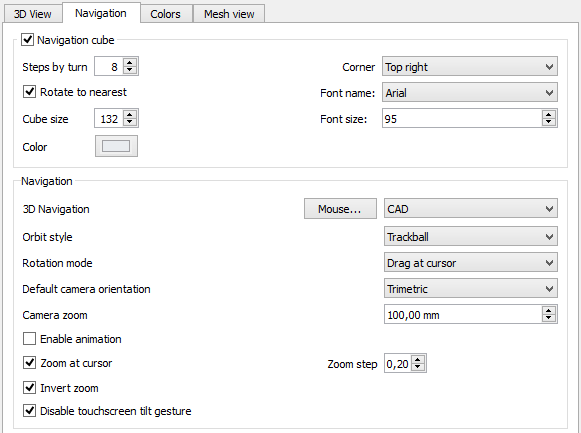 3D View Navigation Colors Mesh view
Navigation cube
Steps by turn 8 Corner Top right
Rotate to nearest Font name: Arial
Cube size 132 Font size: 95
Color
Navigation
3D Navigation Mouse... CAD
Orbit style Trackball
Rotation mode Drag at cursor
Default camera orientation Trimetric
Camera zoom 100,00 mm
Enable animation
Zoom at cursor Zoom step 0,20
Invert zoom
Disable touchscreen tilt gesture